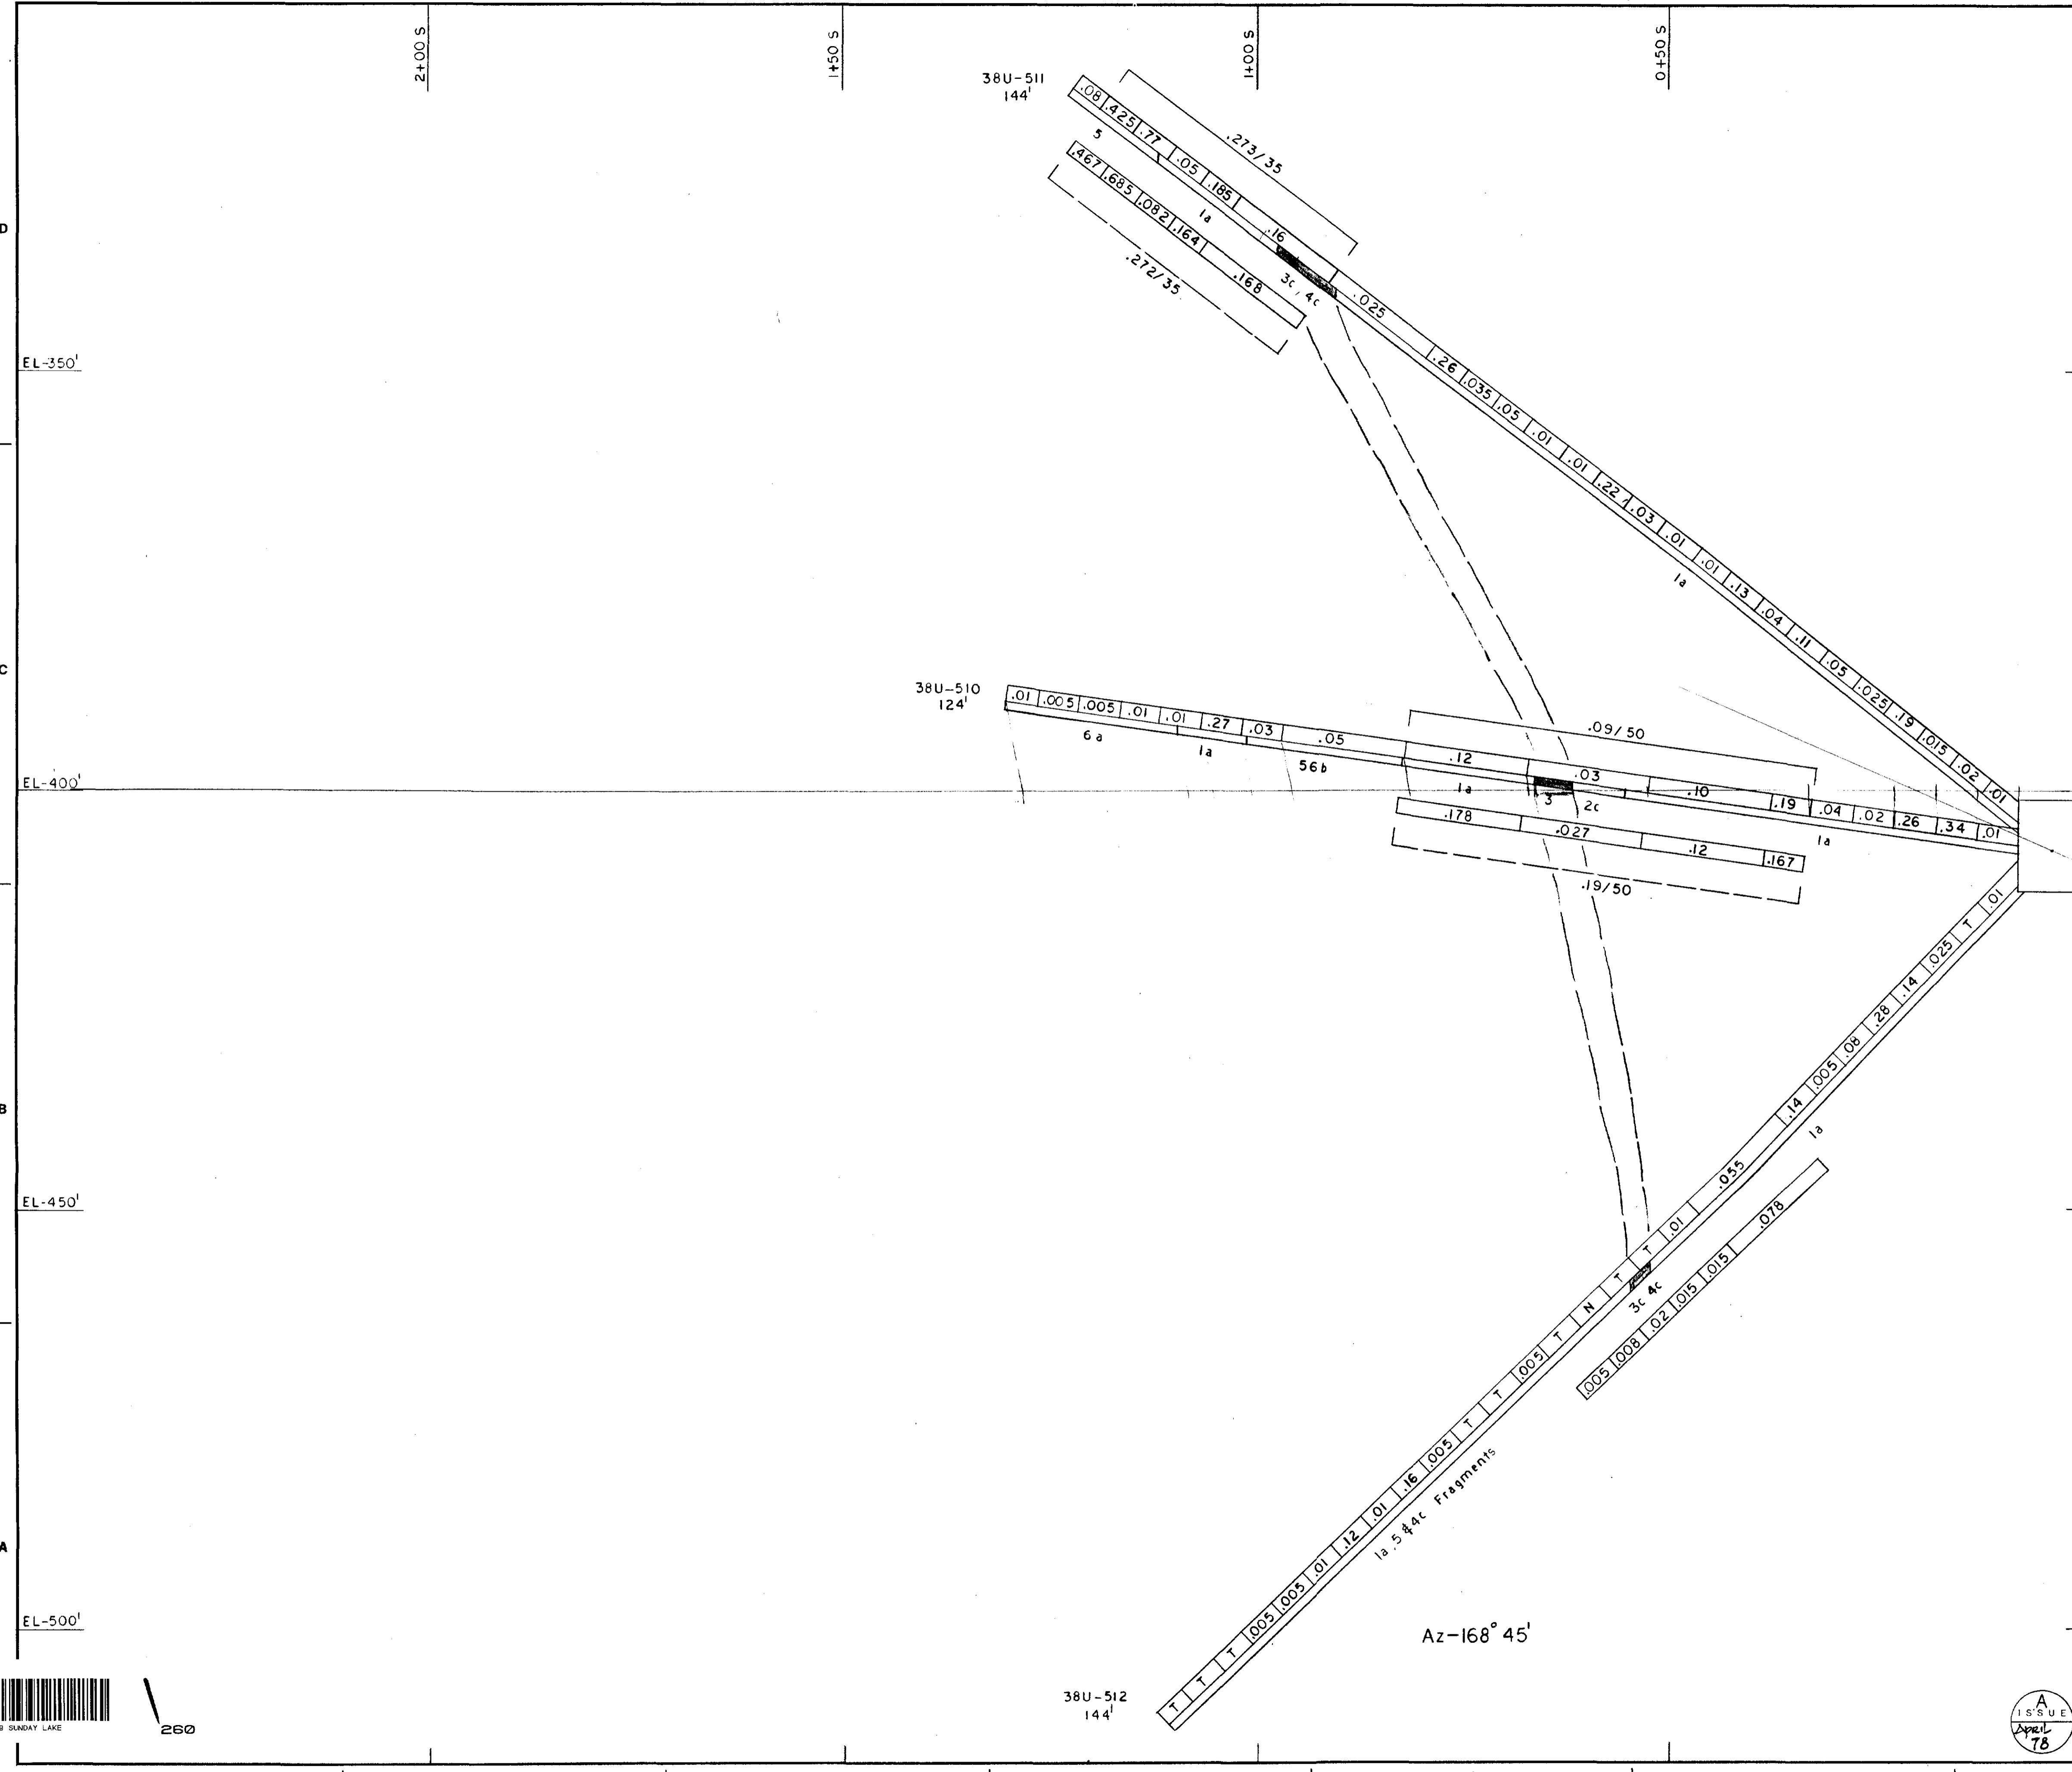 2+00 S
1+50 S
1+00 S
0+50 S
D
C
B
A
EL-350'
EL-400'
EL-450'
EL-500'
38U-511
144'
.08 .425 .77 .05 .185 .16 .025 .26 .035 .05 .01 .01 .22 .03 .01 .01 .13 .04 .11 .05 .025 .19 .015 .02 .01
.273/35
5
1a
3c, 4c
1a
.467 .685 .082 .164 .168
.272/35
38U-510
124'
.01 .005 .005 .01 .01 .27 .03 .05 .12 .03 .10 .19 .04 .02 .26 .34 .01
.09/50
6a
1a
56b
1a
3
2c
1a
.178 .027 .12 .167
.19/50
.01 T .025 .14 .28 .08 .005 .14 .055 .01 T T N T .005 T T .005 .16 .01 .12 .01 .005 .005 T T T
1a
3c 4c
1a, 5 & 4c Fragments
.005 .008 .02 .015 .015 .078
38U-512
144'
Az-168° 45'
SUNDAY LAKE
260
A
ISSUE
APRIL
78